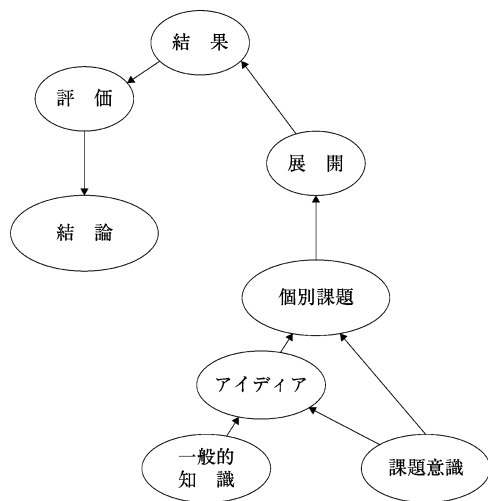 結　果
評　価
展　開
結　論
個別課題
アイディア
一般的
知　識
課題意識